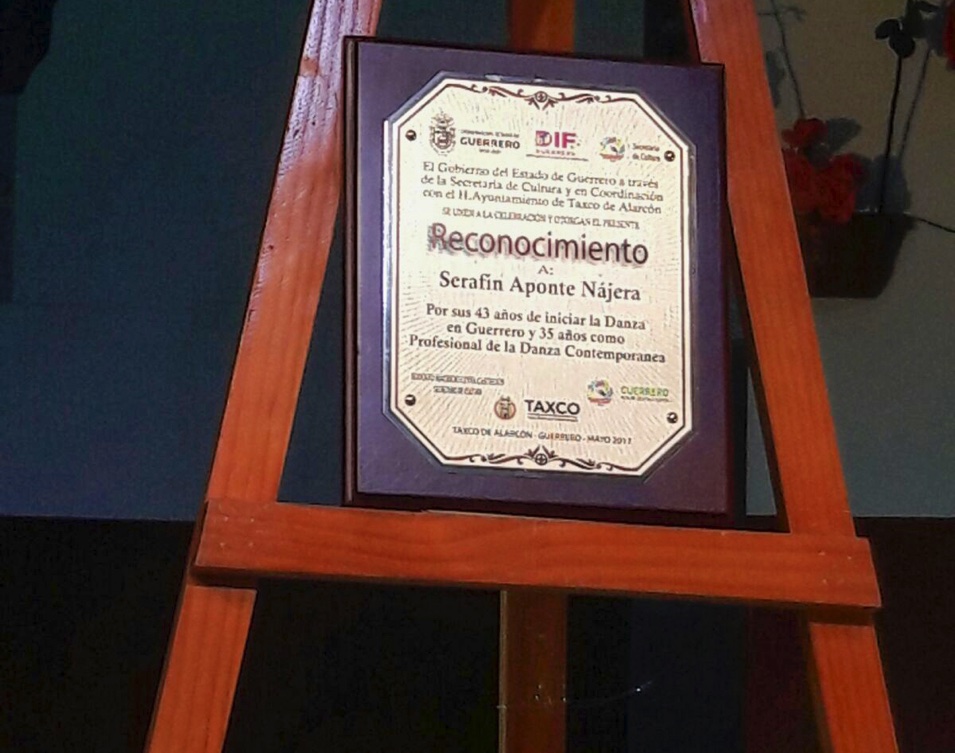 GUERRERO
DIF
GUERRERO
Secretaría
de Cultura
El Gobierno del Estado de Guerrero a través
de la Secretaría de Cultura y en Coordinación
con el H.Ayuntamiento de Taxco de Alarcón
SE UNEN A LA CELEBRACIÓN Y OTORGAN EL PRESENTE
Reconocimiento
A:
Serafín Aponte Nájera
Por sus 43 años de iniciar la Danza
en Guerrero y 35 años como
Profesional de la Danza Contemporanea
GUERRERO
TAXCO
TAXCO DE ALARCÓN - GUERRERO - MAYO 2017